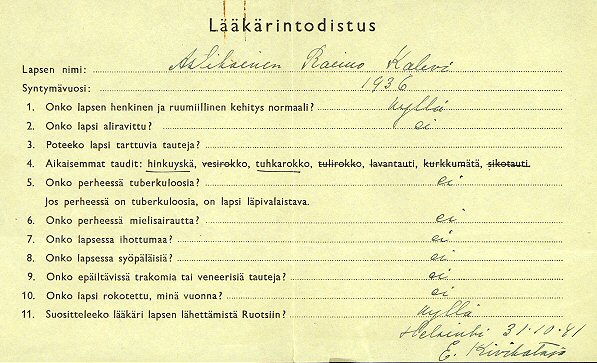 Lääkärintodistus
Lapsen nimi: Aslikainen Raimo Kalevi
Syntymävuosi: 1936
1. Onko lapsen henkinen ja ruumiillinen kehitys normaali? kyllä
2. Onko lapsi aliravittu? ei
3. Poteeko lapsi tarttuvia tauteja?
4. Aikaisemmat taudit: hinkuyskä, vesirokko, tuhkarokko, tulirokko, lavantauti, kurkkumätä, sikotauti.
5. Onko perheessä tuberkuloosia? ei
Jos perheessä on tuberkuloosia, on lapsi läpivalaistava.
6. Onko perheessä mielisairautta? ei
7. Onko lapsessa ihottumaa? ei
8. Onko lapsessa syöpäläisiä? ei
9. Onko epäiltävissä trakomia tai veneerisiä tauteja? ei
10. Onko lapsi rokotettu, minä vuonna? ei
11. Suositteleeko lääkäri lapsen lähettämistä Ruotsiin? kyllä
Helsinki 31.10.41
E.